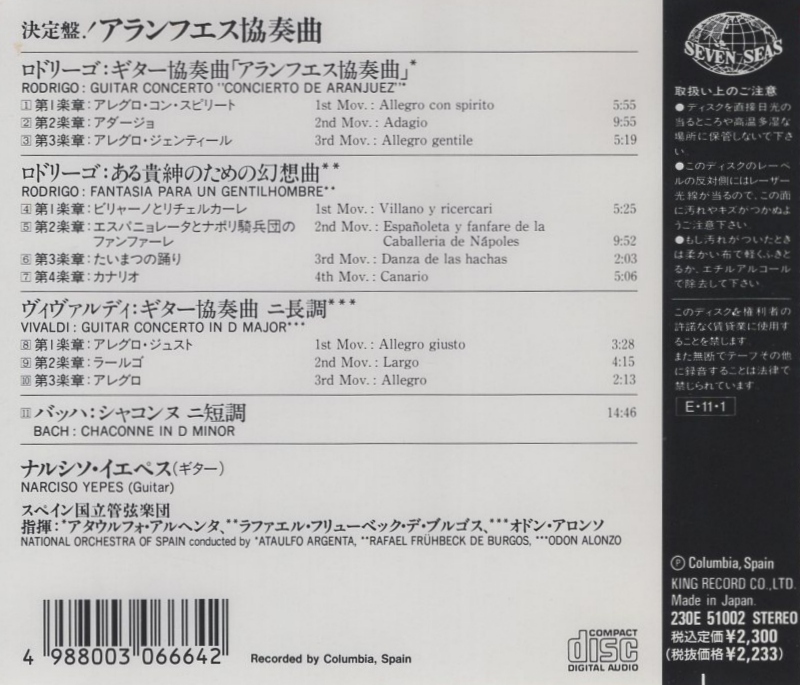 決定盤!アランフエス協奏曲
ロドリーゴ:ギター協奏曲「アランフエス協奏曲」*
RODRIGO: GUITAR CONCERTO "CONCIERTO DE ARANJUEZ"*
1 第1楽章:アレグロ・コン・スピリート 1st Mov.: Allegro con spirito 5:55
2 第2楽章:アダージョ 2nd Mov.: Adagio 9:55
3 第3楽章:アレグロ・ジェンティール 3rd Mov.: Allegro gentile 5:19
ロドリーゴ:ある貴紳のための幻想曲**
RODRIGO: FANTASIA PARA UN GENTILHOMBRE**
4 第1楽章:ビリャーノとリチェルカーレ 1st Mov.: Villano y ricercari 5:25
5 第2楽章:エスパニョレータとナポリ騎兵団の 2nd Mov.: Españoleta y fanfare de la
ファンファーレ Caballeria de Nápoles 9:52
6 第3楽章:たいまつの踊り 3rd Mov.: Danza de las hachas 2:03
7 第4楽章:カナリオ 4th Mov.: Canario 5:06
ヴィヴァルディ:ギター協奏曲 ニ長調***
VIVALDI: GUITAR CONCERTO IN D MAJOR***
8 第1楽章:アレグロ・ジュスト 1st Mov.: Allegro giusto 3:28
9 第2楽章:ラールゴ 2nd Mov.: Largo 4:15
10 第3楽章:アレグロ 3rd Mov.: Allegro 2:13
11 バッハ:シャコンヌ ニ短調 14:46
BACH: CHACONNE IN D MINOR
ナルシソ・イエペス(ギター)
NARCISO YEPES (Guitar)
スペイン国立管弦楽団
指揮:*アタウルフォ・アルヘンタ、**ラファエル・フリューベック・デ・ブルゴス、***オドン・アロンソ
NATIONAL ORCHESTRA OF SPAIN conducted by *ATAULFO ARGENTA, **RAFAEL FRÜHBECK DE BURGOS, ***ODON ALONZO
4 988003 066642
Recorded by Columbia, Spain
COMPACT
disc
DIGITAL AUDIO
SEVEN SEAS
取扱い上のご注意
●ディスクを直接日光の
当るところや高温多湿な
場所に保管しないで下さ
い。
●このディスクのレーベ
ルの反対側にはレーザー
光線が当るので、この面
に汚れやキズがつかぬよ
うご注意下さい。
●もし汚れがついたとき
は柔かい布で軽くふきと
るか、エチルアルコール
で除去して下さい。
このディスクを権利者の
許諾なく賃貸業に使用す
ることを禁じます。
また無断でテープその他
に録音することは法律で
禁じられています。
E・11・1
Ⓟ Columbia, Spain
KING RECORD CO., LTD.
Made in Japan.
230E 51002 STEREO
税込定価¥2,300
(税抜価格¥2,233)